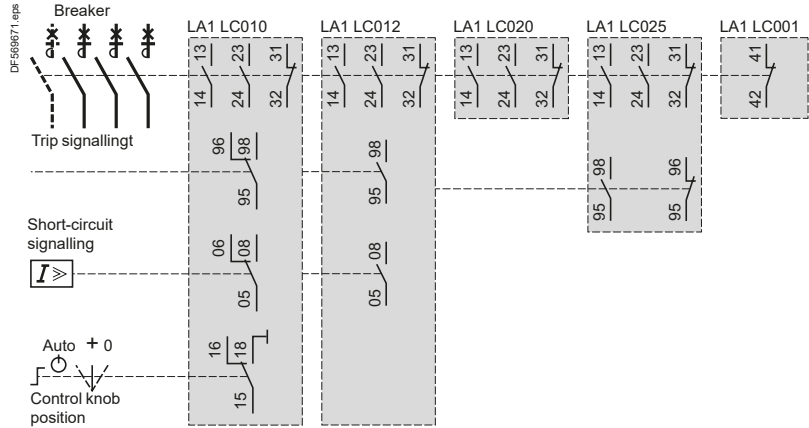 DF569671.eps
Breaker
LA1 LC010
LA1 LC012
LA1 LC020
LA1 LC025
LA1 LC001
13 23 31
13 23 31
13 23 31
13 23 31
41
14 24 32
14 24 32
14 24 32
14 24 32
42
Trip signallingt
96 98
98
98 96
95
95
95 95
Short-circuit
signalling
I
06 08
08
05
05
Auto + 0
16 18
Control knob
position
15